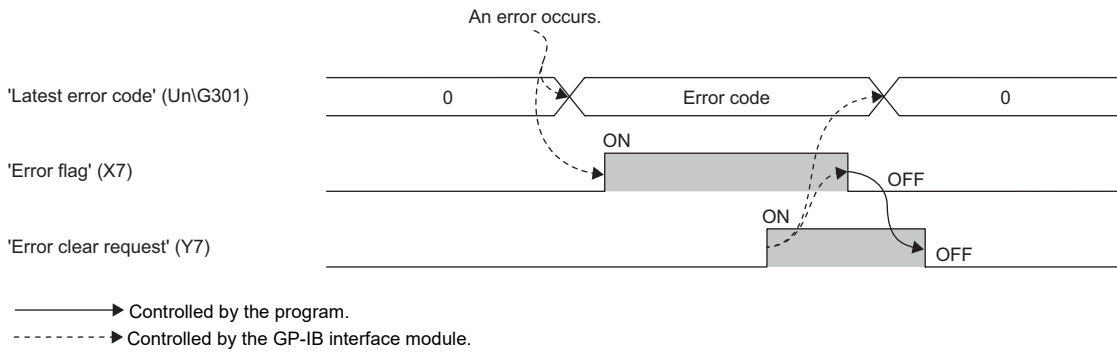 An error occurs.
'Latest error code' (Un\G301)
0
Error code
0
ON
'Error flag' (X7)
OFF
ON
'Error clear request' (Y7)
OFF
Controlled by the program.
Controlled by the GP-IB interface module.